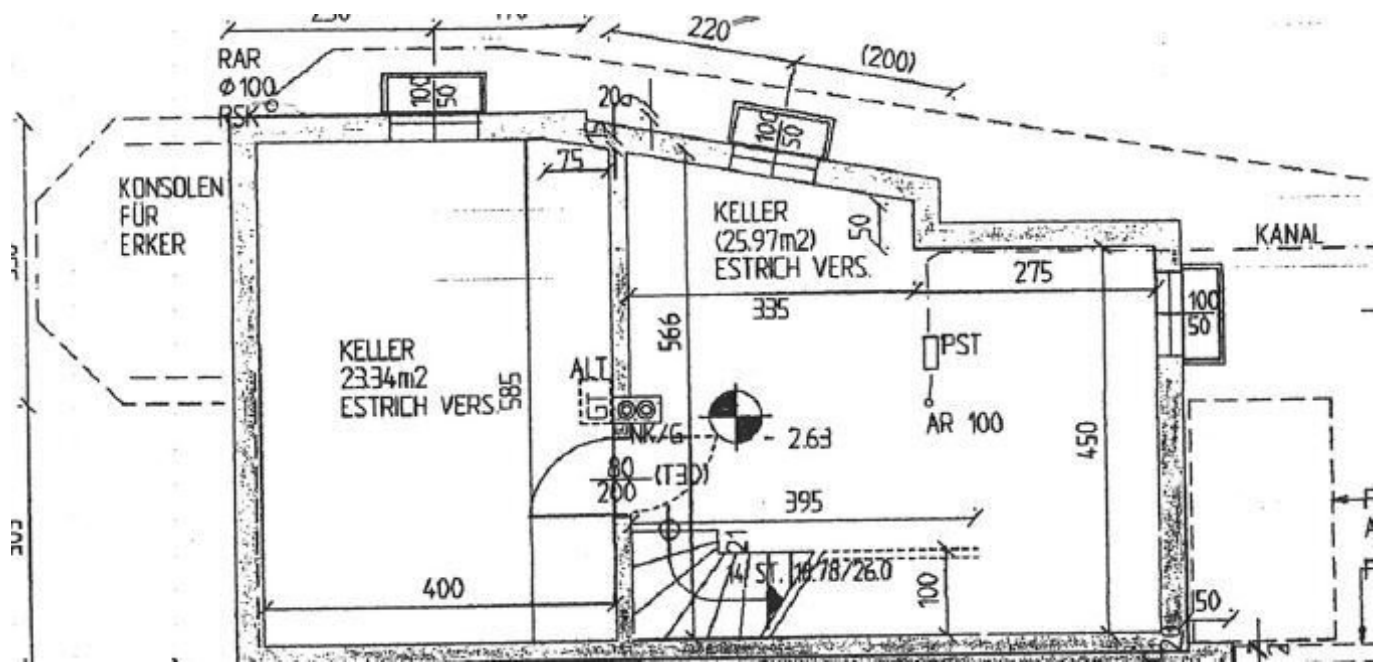 220
(200)
RAR
Ø100
RSK
100
50
20
100
50
75
KONSOLEN
FÜR
ERKER
KELLER
(25.97m2)
ESTRICH VERS.
50
KANAL
275
335
100
50
KELLER
23.34m2
ESTRICH VERS.
585
566
ALT.
GT
PST
NK/G
AR 100
- 2.63
450
80
200
(T30)
395
14 ST. 18.78/26.0
100
400
50